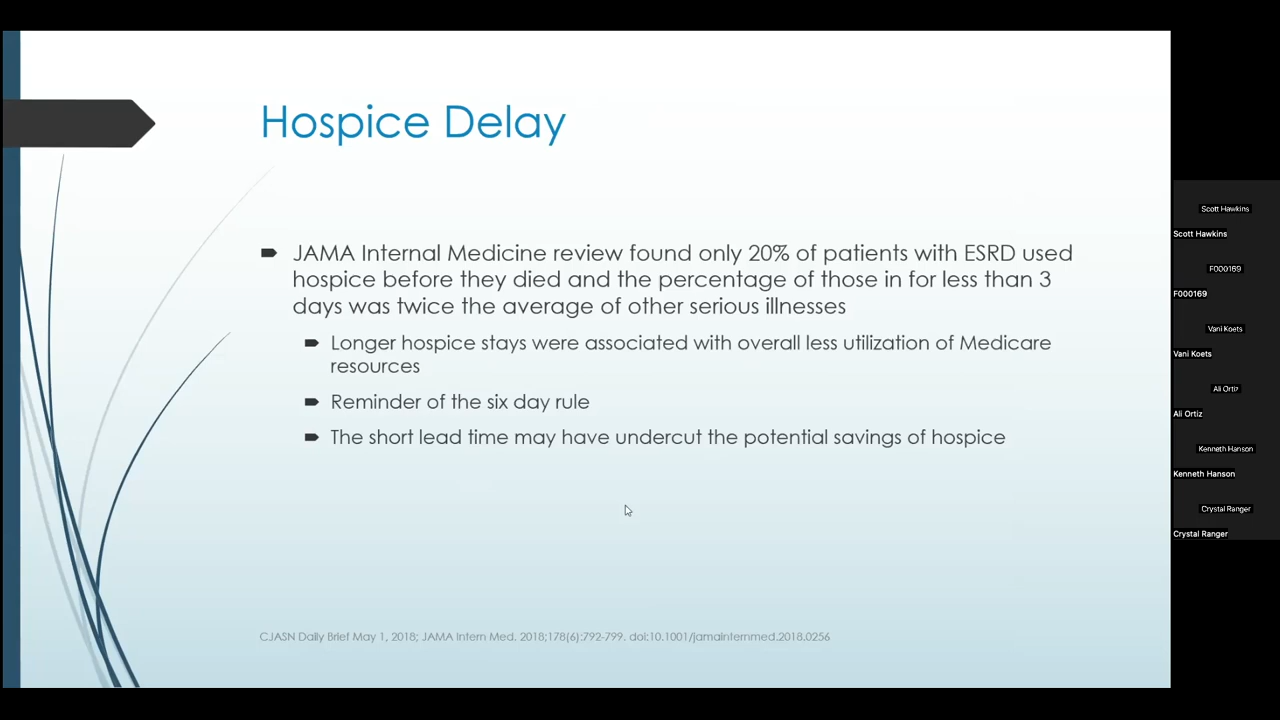 Hospice Delay
JAMA Internal Medicine review found only 20% of patients with ESRD used
hospice before they died and the percentage of those in for less than 3
days was twice the average of other serious illnesses
Longer hospice stays were associated with overall less utilization of Medicare
resources
Reminder of the six day rule
The short lead time may have undercut the potential savings of hospice
CJASN Daily Brief May 1, 2018; JAMA Intern Med. 2018;178(6):792-799. doi:10.1001/jamainternmed.2018.0256
Scott Hawkins
Scott Hawkins
F000169
F000169
Vani Koets
Vani Koets
Ali Ortiz
Ali Ortiz
Kenneth Hanson
Kenneth Hanson
Crystal Ranger
Crystal Ranger